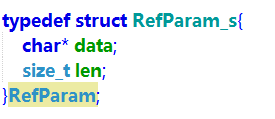 typedef struct RefParam_s{
    char* data;
    size_t len;
}RefParam;